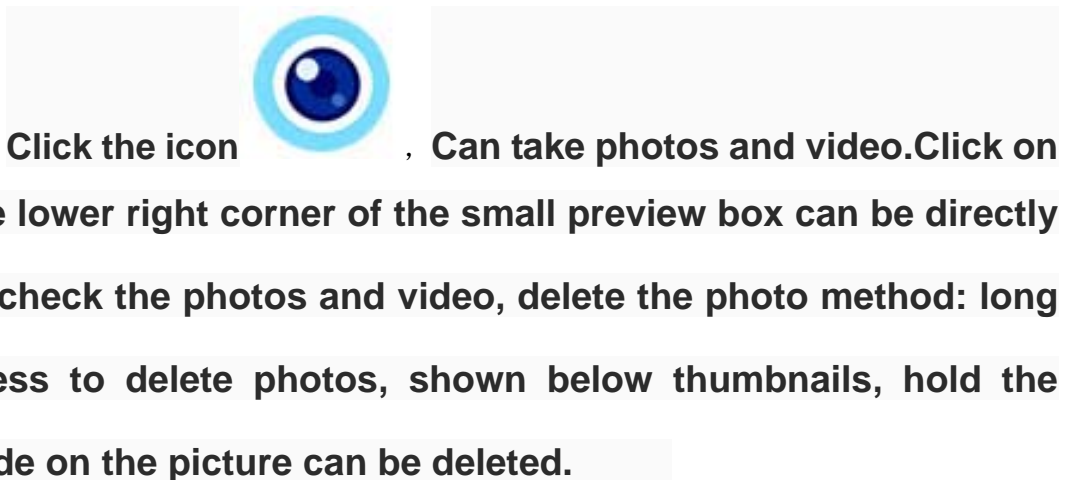 Click the icon , Can take photos and video.Click on
lower right corner of the small preview box can be directly
check the photos and video, delete the photo method: long
to delete photos, shown below thumbnails, hold the
on the picture can be deleted.